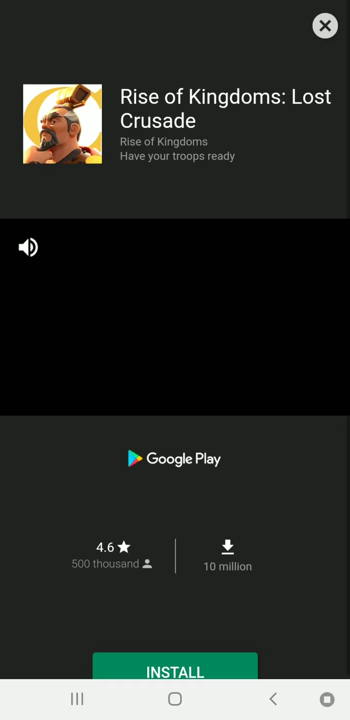 Rise of Kingdoms: Lost
Crusade
Rise of Kingdoms
Have your troops ready
Google Play
4.6
500 thousand
10 million
INSTALL